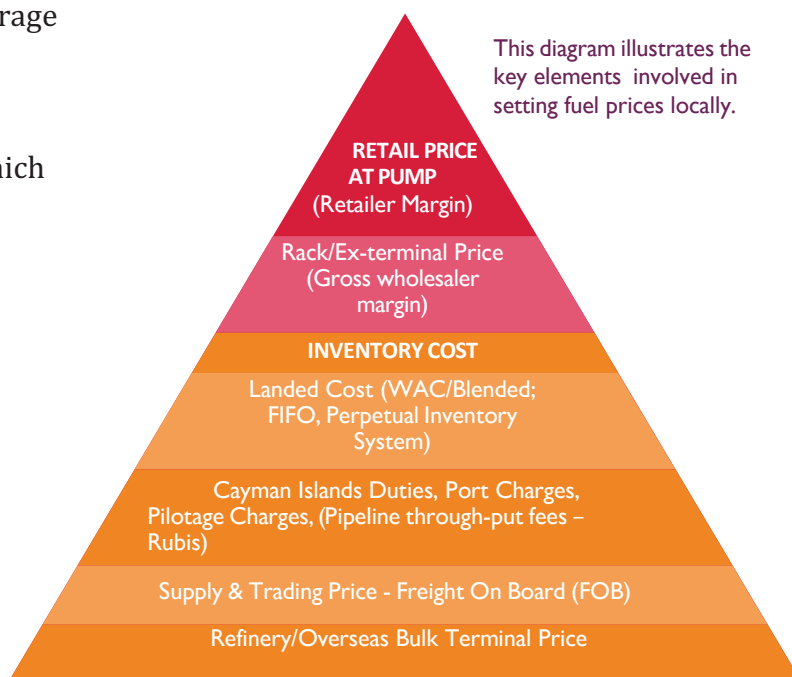 This diagram illustrates the
key elements involved in
setting fuel prices locally.
RETAIL PRICE
AT PUMP
(Retailer Margin)
Rack/Ex-terminal Price
(Gross wholesaler
margin)
INVENTORY COST
Landed Cost (WAC/Blended;
FIFO, Perpetual Inventory
System)
Cayman Islands Duties, Port Charges,
Pilotage Charges, (Pipeline through-put fees –
Rubis)
Supply & Trading Price - Freight On Board (FOB)
Refinery/Overseas Bulk Terminal Price